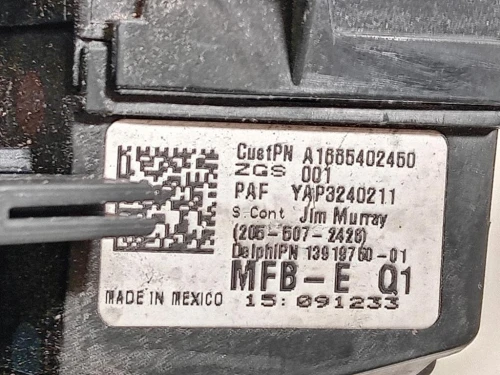 CustPN A1665402450
ZGS 001
PAF YAP3240211
S Cont Jim Murray
(205-507-2428)
DelphiPN 13919760-01
MFB-E Q1
MADE IN MEXICO 15: 091233